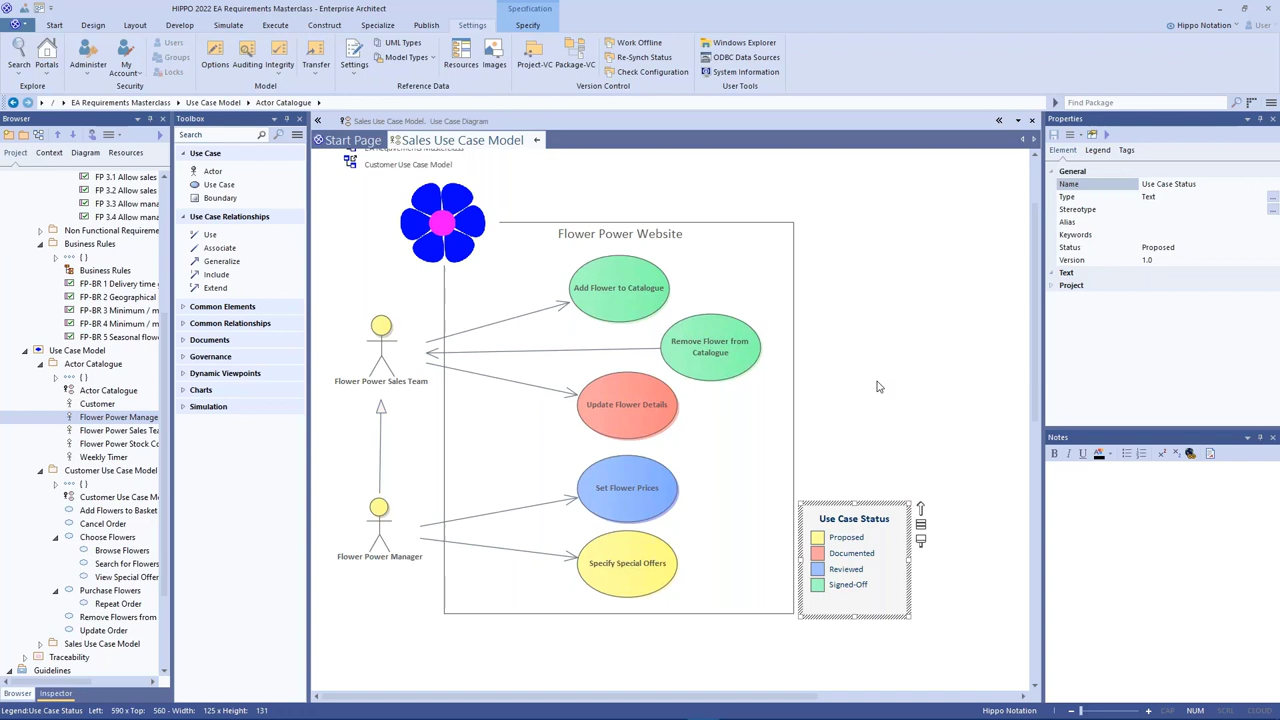 HIPPO 2022 EA Requirements Masterclass - Enterprise Architect
Specification
Start Design Layout Develop Simulate Execute Construct Specialize Publish Settings Specify
Hippo Notation
User
Search
Portals
Explore
Administer
My Account
Users
Groups
Locks
Security
Options
Auditing
Integrity
Transfer
Model
Settings
UML Types
Model Types
Resources
Images
Reference Data
Project-VC
Package-VC
Work Offline
Re-Synch Status
Check Configuration
Version Control
Windows Explorer
ODBC Data Sources
System Information
User Tools
/ EA Requirements Masterclass Use Case Model Actor Catalogue
Find Package
Browser
Project Context Diagram Resources
FP 3.1 Allow sales
FP 3.2 Allow sales
FP 3.3 Allow mana
FP 3.4 Allow mana
Non Functional Requireme
Business Rules
{ }
Business Rules
FP-BR 1 Delivery time
FP-BR 2 Geographical
FP-BR 3 Minimum / m
FP-BR 4 Minimum / m
FP-BR 5 Seasonal flowe
Use Case Model
Actor Catalogue
{ }
Actor Catalogue
Customer
Flower Power Manage
Flower Power Sales Tea
Flower Power Stock Co
Weekly Timer
Customer Use Case Model
{ }
Customer Use Case Mo
Add Flowers to Basket
Cancel Order
Choose Flowers
Browse Flowers
Search for Flowers
View Special Offer
Purchase Flowers
Repeat Order
Remove Flowers from
Update Order
Sales Use Case Model
Traceability
Guidelines
Browser Inspector
Toolbox
Search
Use Case
Actor
Use Case
Boundary
Use Case Relationships
Use
Associate
Generalize
Include
Extend
Common Elements
Common Relationships
Documents
Governance
Dynamic Viewpoints
Charts
Simulation
Sales Use Case Model. Use Case Diagram
Start Page Sales Use Case Model
EA Requirements Masterclass
Customer Use Case Model
Flower Power Website
Add Flower to Catalogue
Remove Flower from
Catalogue
Flower Power Sales Team
Update Flower Details
Set Flower Prices
Flower Power Manager
Specify Special Offers
Use Case Status
Proposed
Documented
Reviewed
Signed-Off
Properties
Element Legend Tags
General
Name Use Case Status
Type Text
Stereotype
Alias
Keywords
Status Proposed
Version 1.0
Text
Project
Notes
B I U A
Legend:Use Case Status Left: 590 x Top: 560 - Width: 125 x Height: 131
Hippo Notation
CAP NUM SCRL CLOUD